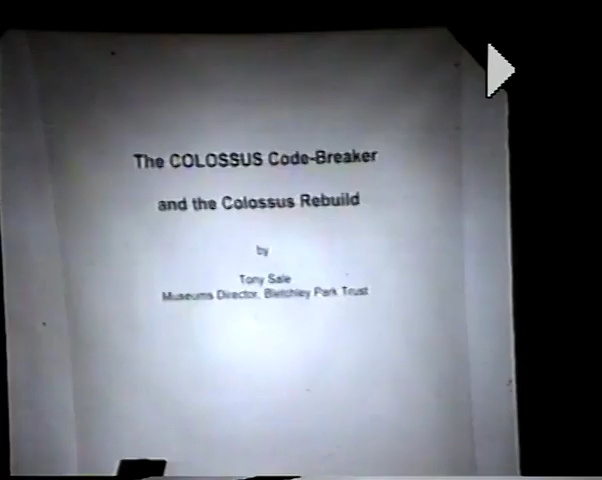 The COLOSSUS Code-Breaker
and the Colossus Rebuild
by
Tony Sale
Museums Director, Bletchley Park Trust